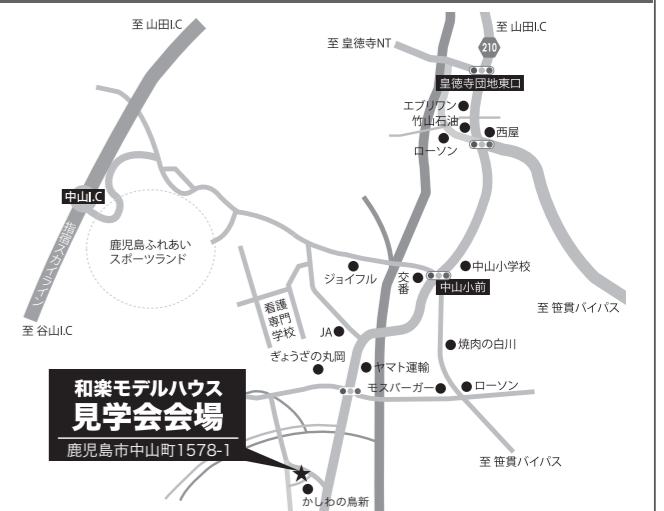 至 山田I.C
至 山田I.C
至 皇徳寺NT
210
皇徳寺団地東口
エブリワン
竹山石油
西屋
ローソン
中山I.C
指宿スカイライン
鹿児島ふれあい
スポーツランド
ジョイフル
交番
中山小学校
中山小前
至 笹貫バイパス
看護
専門
学校
至 谷山I.C
JA
焼肉の白川
ぎょうざの丸岡
ヤマト運輸
モスバーガー
ローソン
和楽モデルハウス
見学会会場
鹿児島市中山町1578-1
至 笹貫バイパス
かしわの鳥新